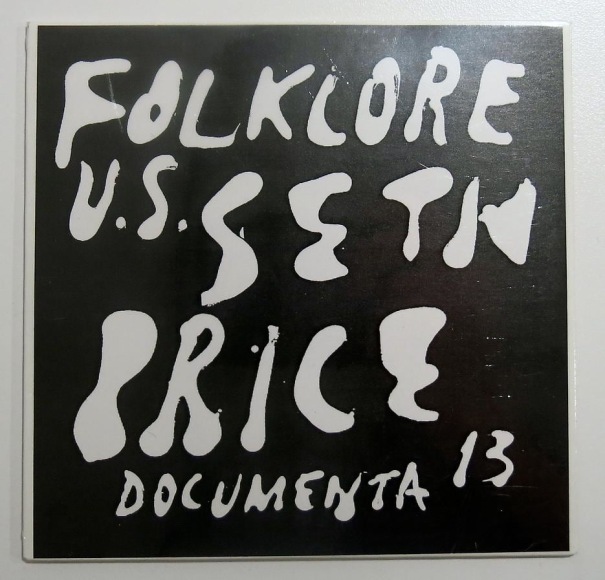 FOLKLORE
U.S. SETH
PRICE
DOCUMENTA 13